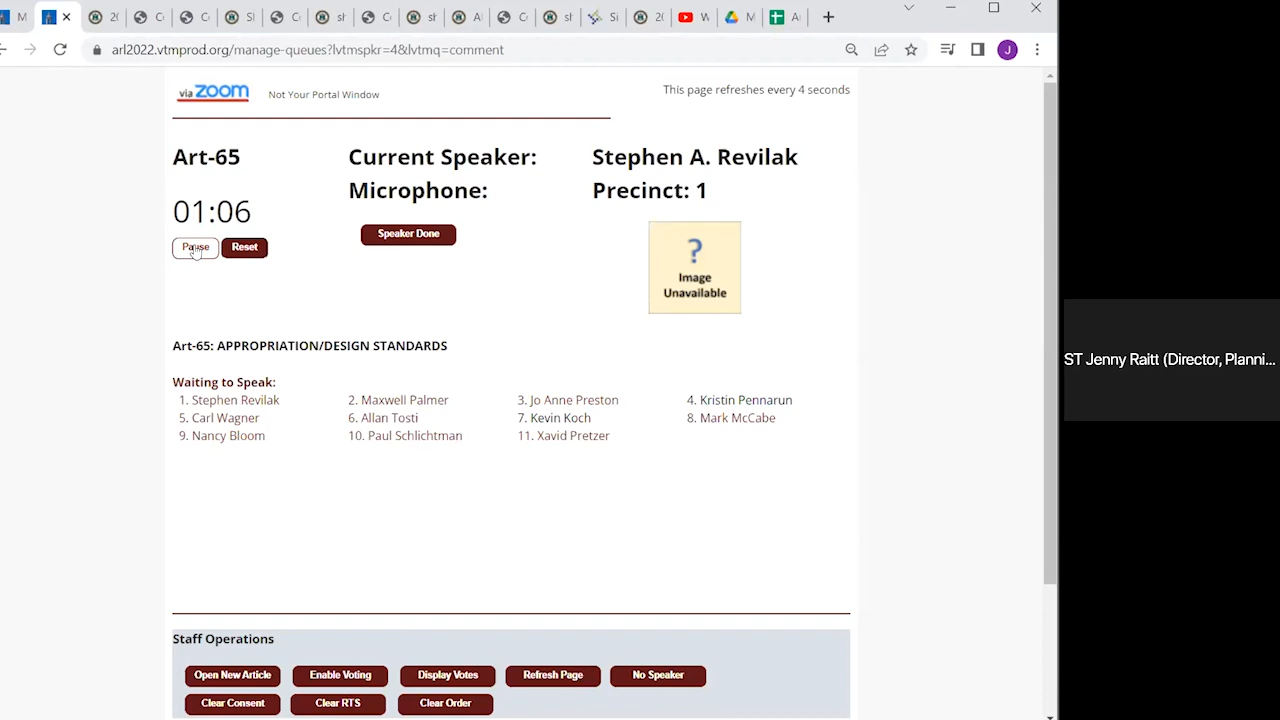 M
C
C
Sl
C
sl
C
sl
A
C
sl
Si
W
M
A
arl2022.vtmprod.org/manage-queues?lvtmspkr=4&lvtmq=comment
J
via zoom
Not Your Portal Window
This page refreshes every 4 seconds
Art-65
Current Speaker:
Stephen A. Revilak
Microphone:
Precinct: 1
01:06
Pause
Reset
Speaker Done
?
Image
Unavailable
Art-65: APPROPRIATION/DESIGN STANDARDS
Waiting to Speak:
1. Stephen Revilak
2. Maxwell Palmer
3. Jo Anne Preston
4. Kristin Pennarun
5. Carl Wagner
6. Allan Tosti
7. Kevin Koch
8. Mark McCabe
9. Nancy Bloom
10. Paul Schlichtman
11. Xavid Pretzer
ST Jenny Raitt (Director, Planni...
Staff Operations
Open New Article
Enable Voting
Display Votes
Refresh Page
No Speaker
Clear Consent
Clear RTS
Clear Order